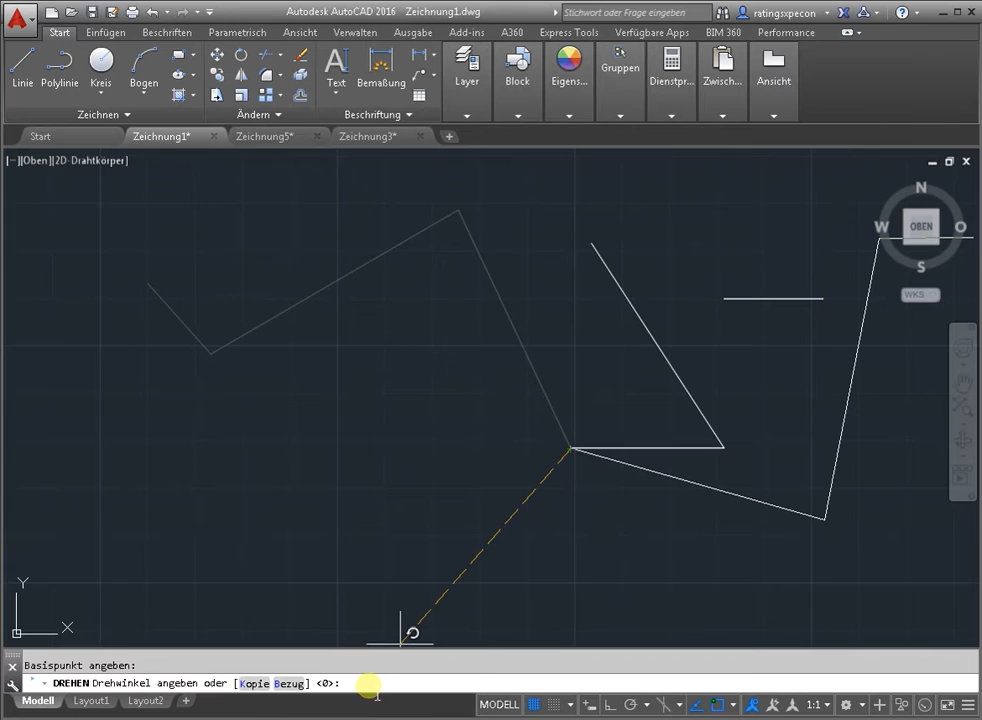 Autodesk AutoCAD 2016 Zeichnung1.dwg
Stichwort oder Frage eingeben
ratingsxpecon
Start Einfügen Beschriften Parametrisch Ansicht Verwalten Ausgabe Add-ins A360 Express Tools Verfügbare Apps BIM 360 Performance
Linie Polylinie Kreis Bogen Text Bemaßung Layer Block Eigens... Gruppen Dienstpr... Zwisch... Ansicht
Zeichnen Ändern Beschriftung
Start Zeichnung1* Zeichnung5* Zeichnung3*
[−][Oben][2D-Drahtkörper]
N
W OBEN O
S
WKS
Y
X
Basispunkt angeben:
DREHEN Drehwinkel angeben oder [Kopie Bezug] <0>:
Modell Layout1 Layout2 + MODELL 1:1